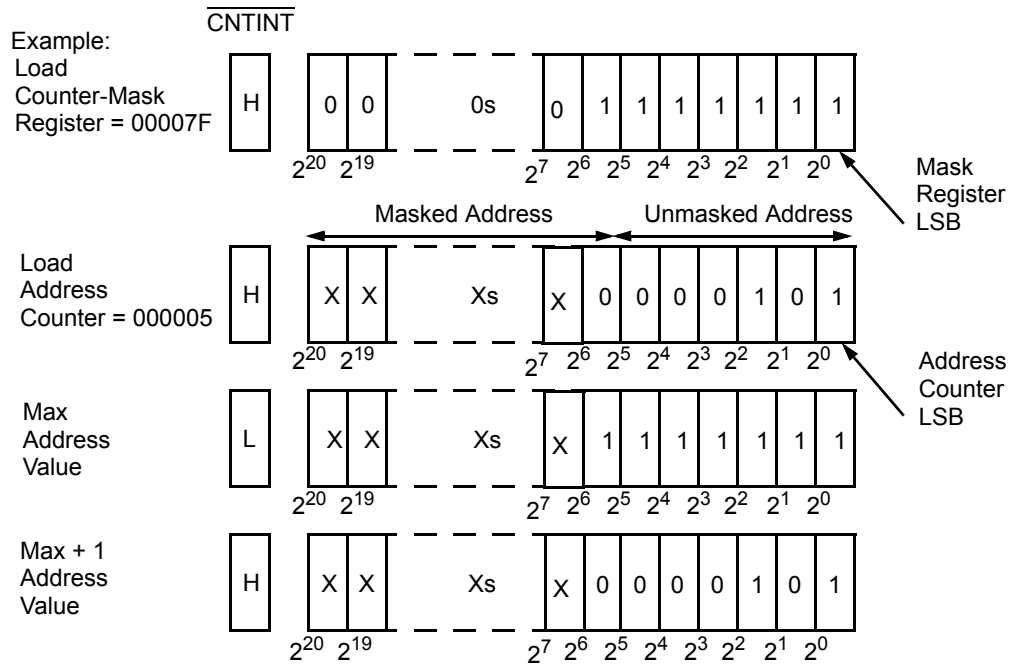 CNTINT
Example:
Load
Counter-Mask
Register = 00007F
H 0 0 0s 0 1 1 1 1 1 1 1
2^20 2^19 2^7 2^6 2^5 2^4 2^3 2^2 2^1 2^0
Mask
Register
LSB
Masked Address Unmasked Address
Load
Address
Counter = 000005
H X X Xs X 0 0 0 0 1 0 1
2^20 2^19 2^7 2^6 2^5 2^4 2^3 2^2 2^1 2^0
Address
Counter
LSB
Max
Address
Value
L X X Xs X 1 1 1 1 1 1 1
2^20 2^19 2^7 2^6 2^5 2^4 2^3 2^2 2^1 2^0
Max + 1
Address
Value
H X X Xs X 0 0 0 0 1 0 1
2^20 2^19 2^7 2^6 2^5 2^4 2^3 2^2 2^1 2^0